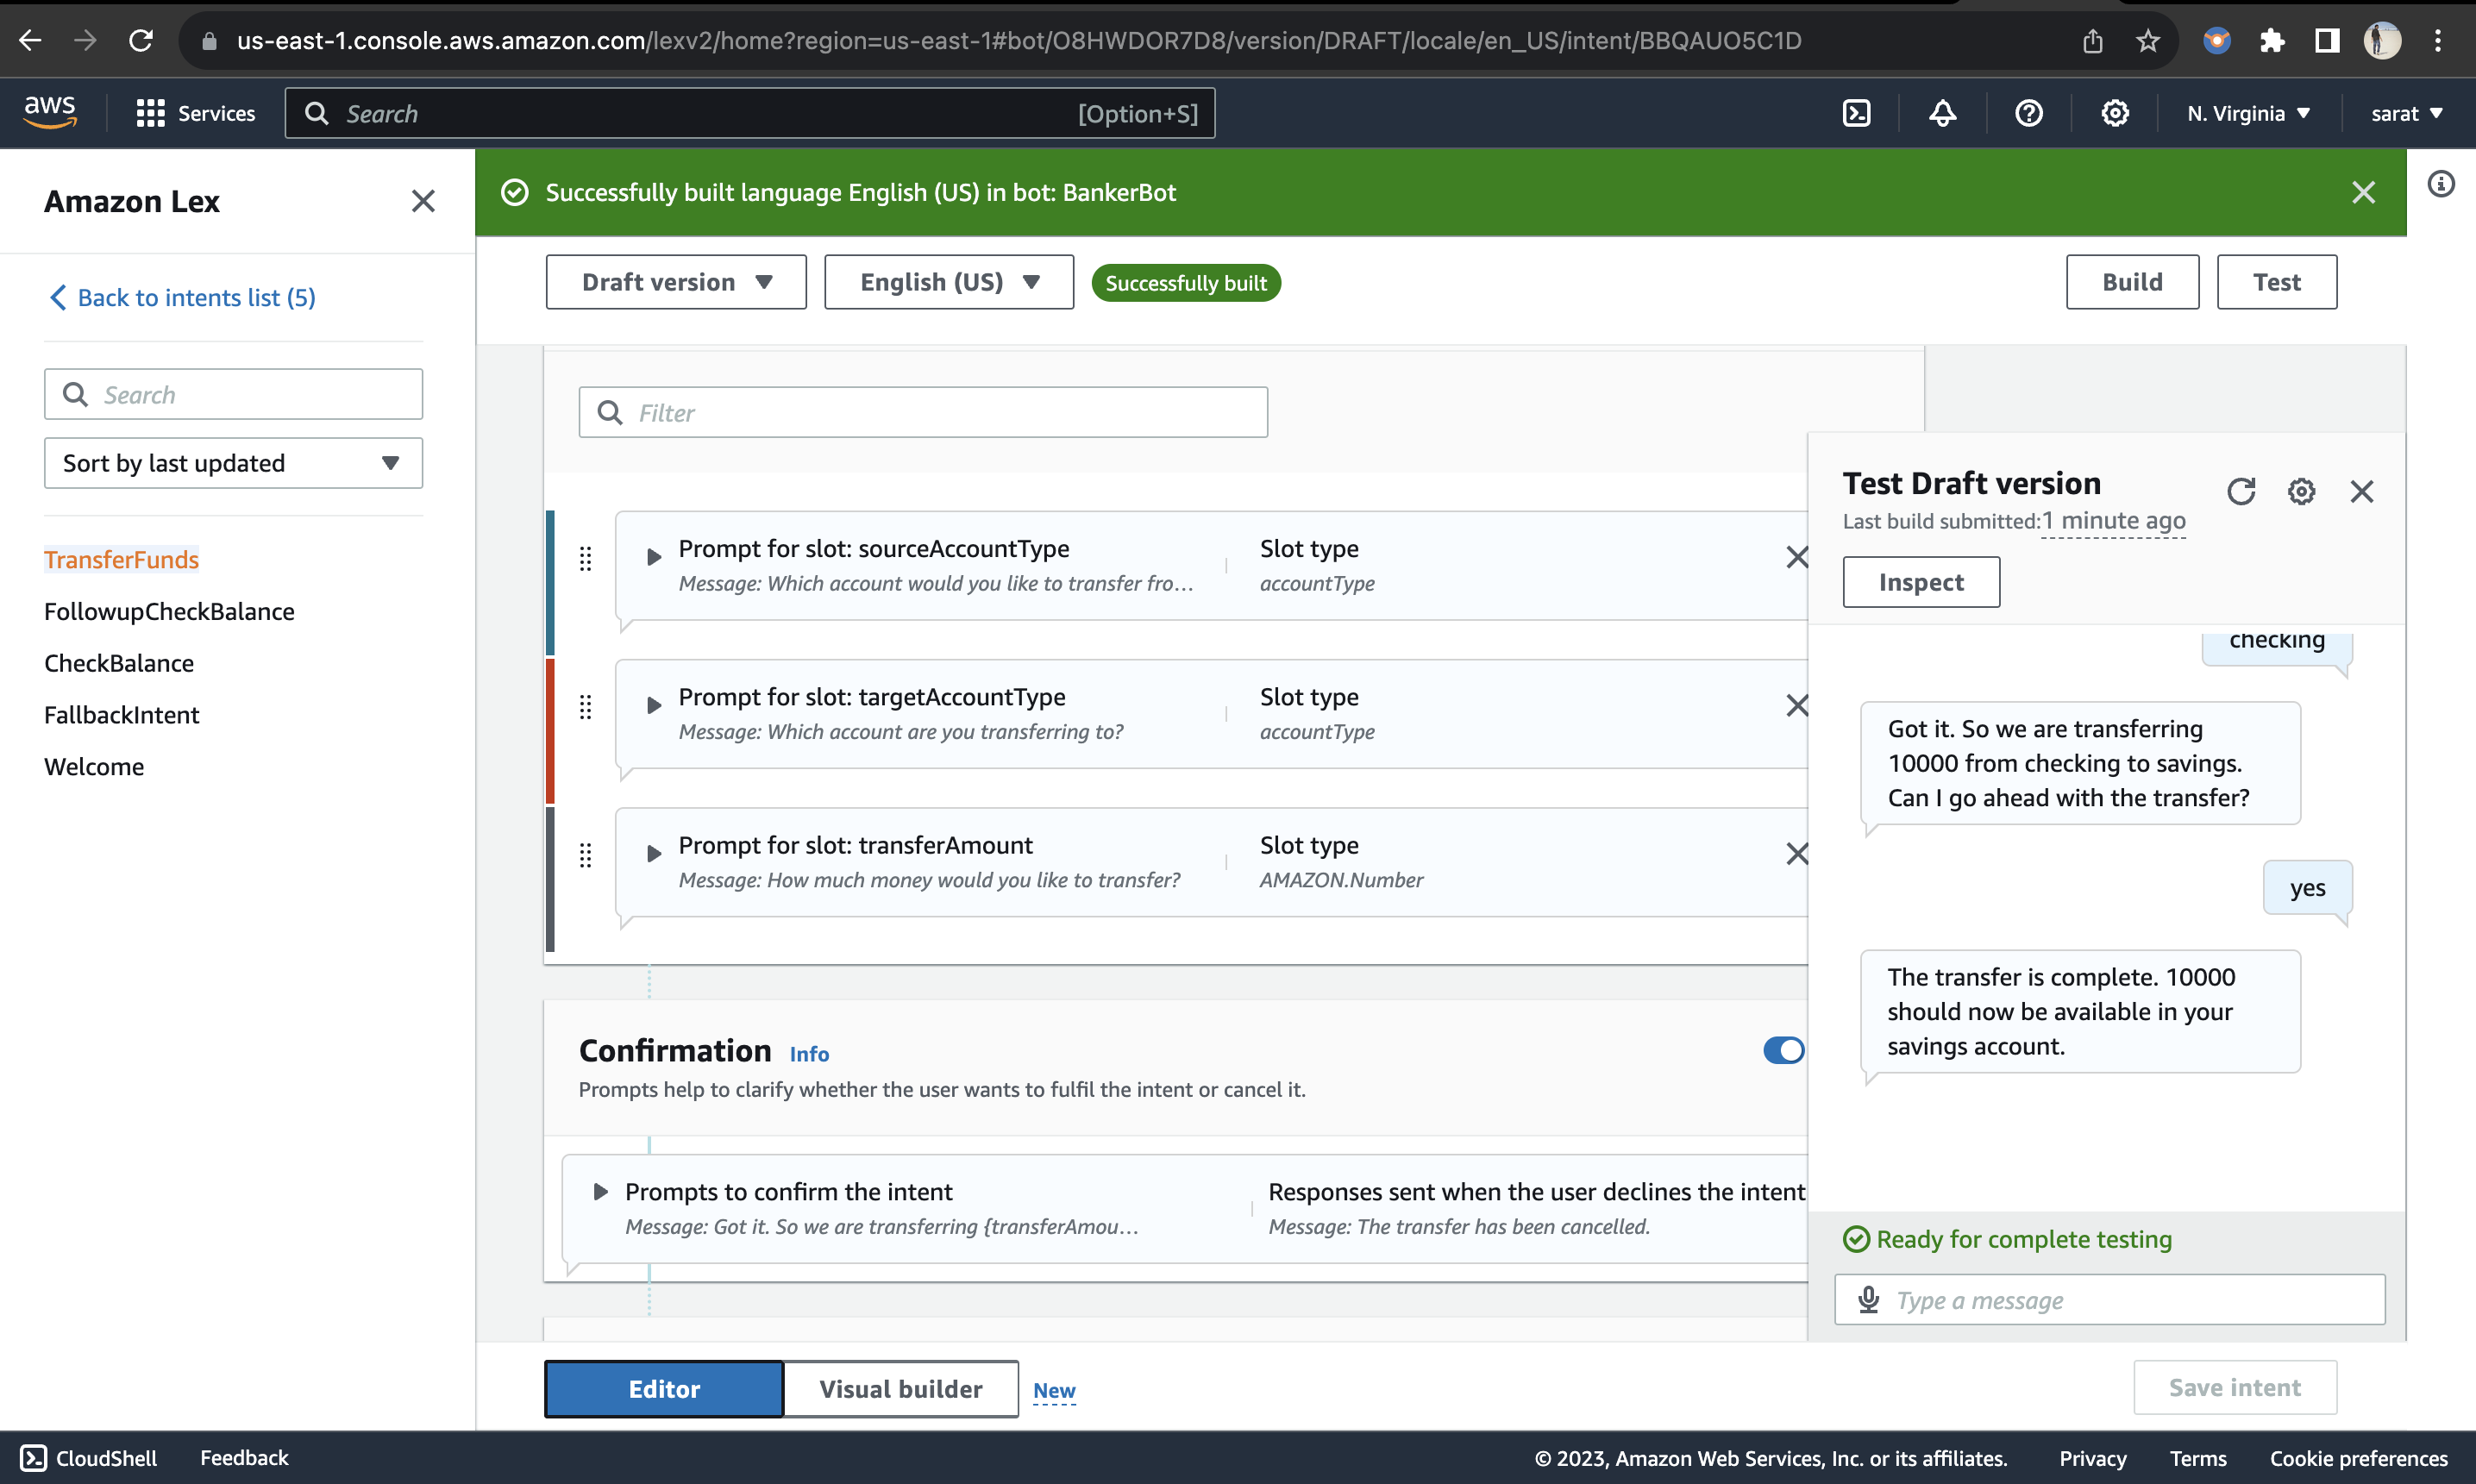 us-east-1.console.aws.amazon.com/lexv2/home?region=us-east-1#bot/O8HWDOR7D8/version/DRAFT/locale/en_US/intent/BBQAUO5C1D
aws
Services
Search
[Option+S]
N. Virginia
sarat
Amazon Lex
Back to intents list (5)
Search
Sort by last updated
TransferFunds
FollowupCheckBalance
CheckBalance
FallbackIntent
Welcome
Successfully built language English (US) in bot: BankerBot
Draft version
English (US)
Successfully built
Build
Test
Filter
Prompt for slot: sourceAccountType
Message: Which account would you like to transfer fro...
Slot type
accountType
Prompt for slot: targetAccountType
Message: Which account are you transferring to?
Slot type
accountType
Prompt for slot: transferAmount
Message: How much money would you like to transfer?
Slot type
AMAZON.Number
Confirmation Info
Prompts help to clarify whether the user wants to fulfil the intent or cancel it.
Prompts to confirm the intent
Message: Got it. So we are transferring {transferAmou...
Responses sent when the user declines the intent
Message: The transfer has been cancelled.
Test Draft version
Last build submitted: 1 minute ago
Inspect
checking
Got it. So we are transferring
10000 from checking to savings.
Can I go ahead with the transfer?
yes
The transfer is complete. 10000
should now be available in your
savings account.
Ready for complete testing
Type a message
Editor
Visual builder
New
Save intent
CloudShell
Feedback
© 2023, Amazon Web Services, Inc. or its affiliates.
Privacy
Terms
Cookie preferences